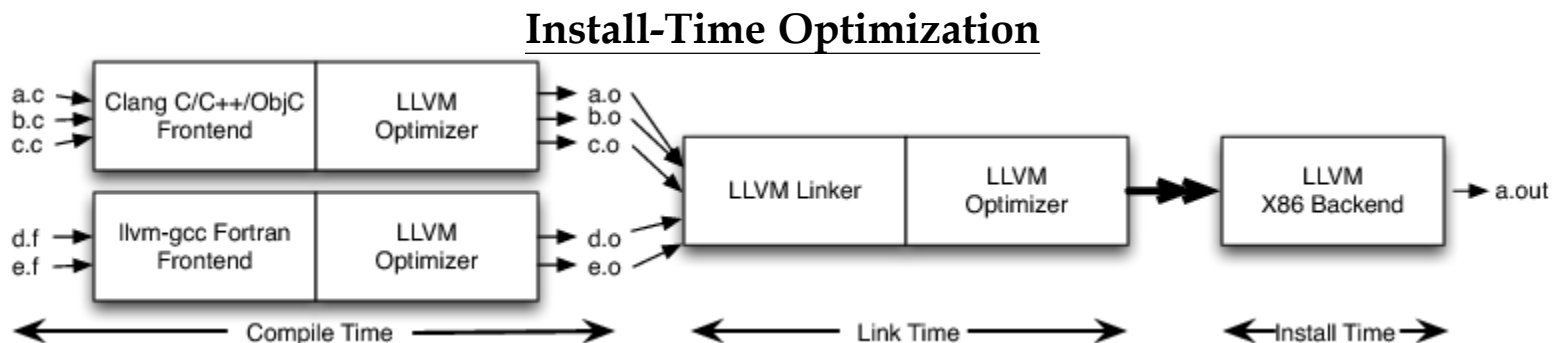 Install-Time Optimization
a.c
b.c
c.c
Clang C/C++/ObjC
Frontend
LLVM
Optimizer
a.o
b.o
c.o
d.f
e.f
llvm-gcc Fortran
Frontend
LLVM
Optimizer
d.o
e.o
LLVM Linker
LLVM
Optimizer
LLVM
X86 Backend
a.out
Compile Time
Link Time
Install Time